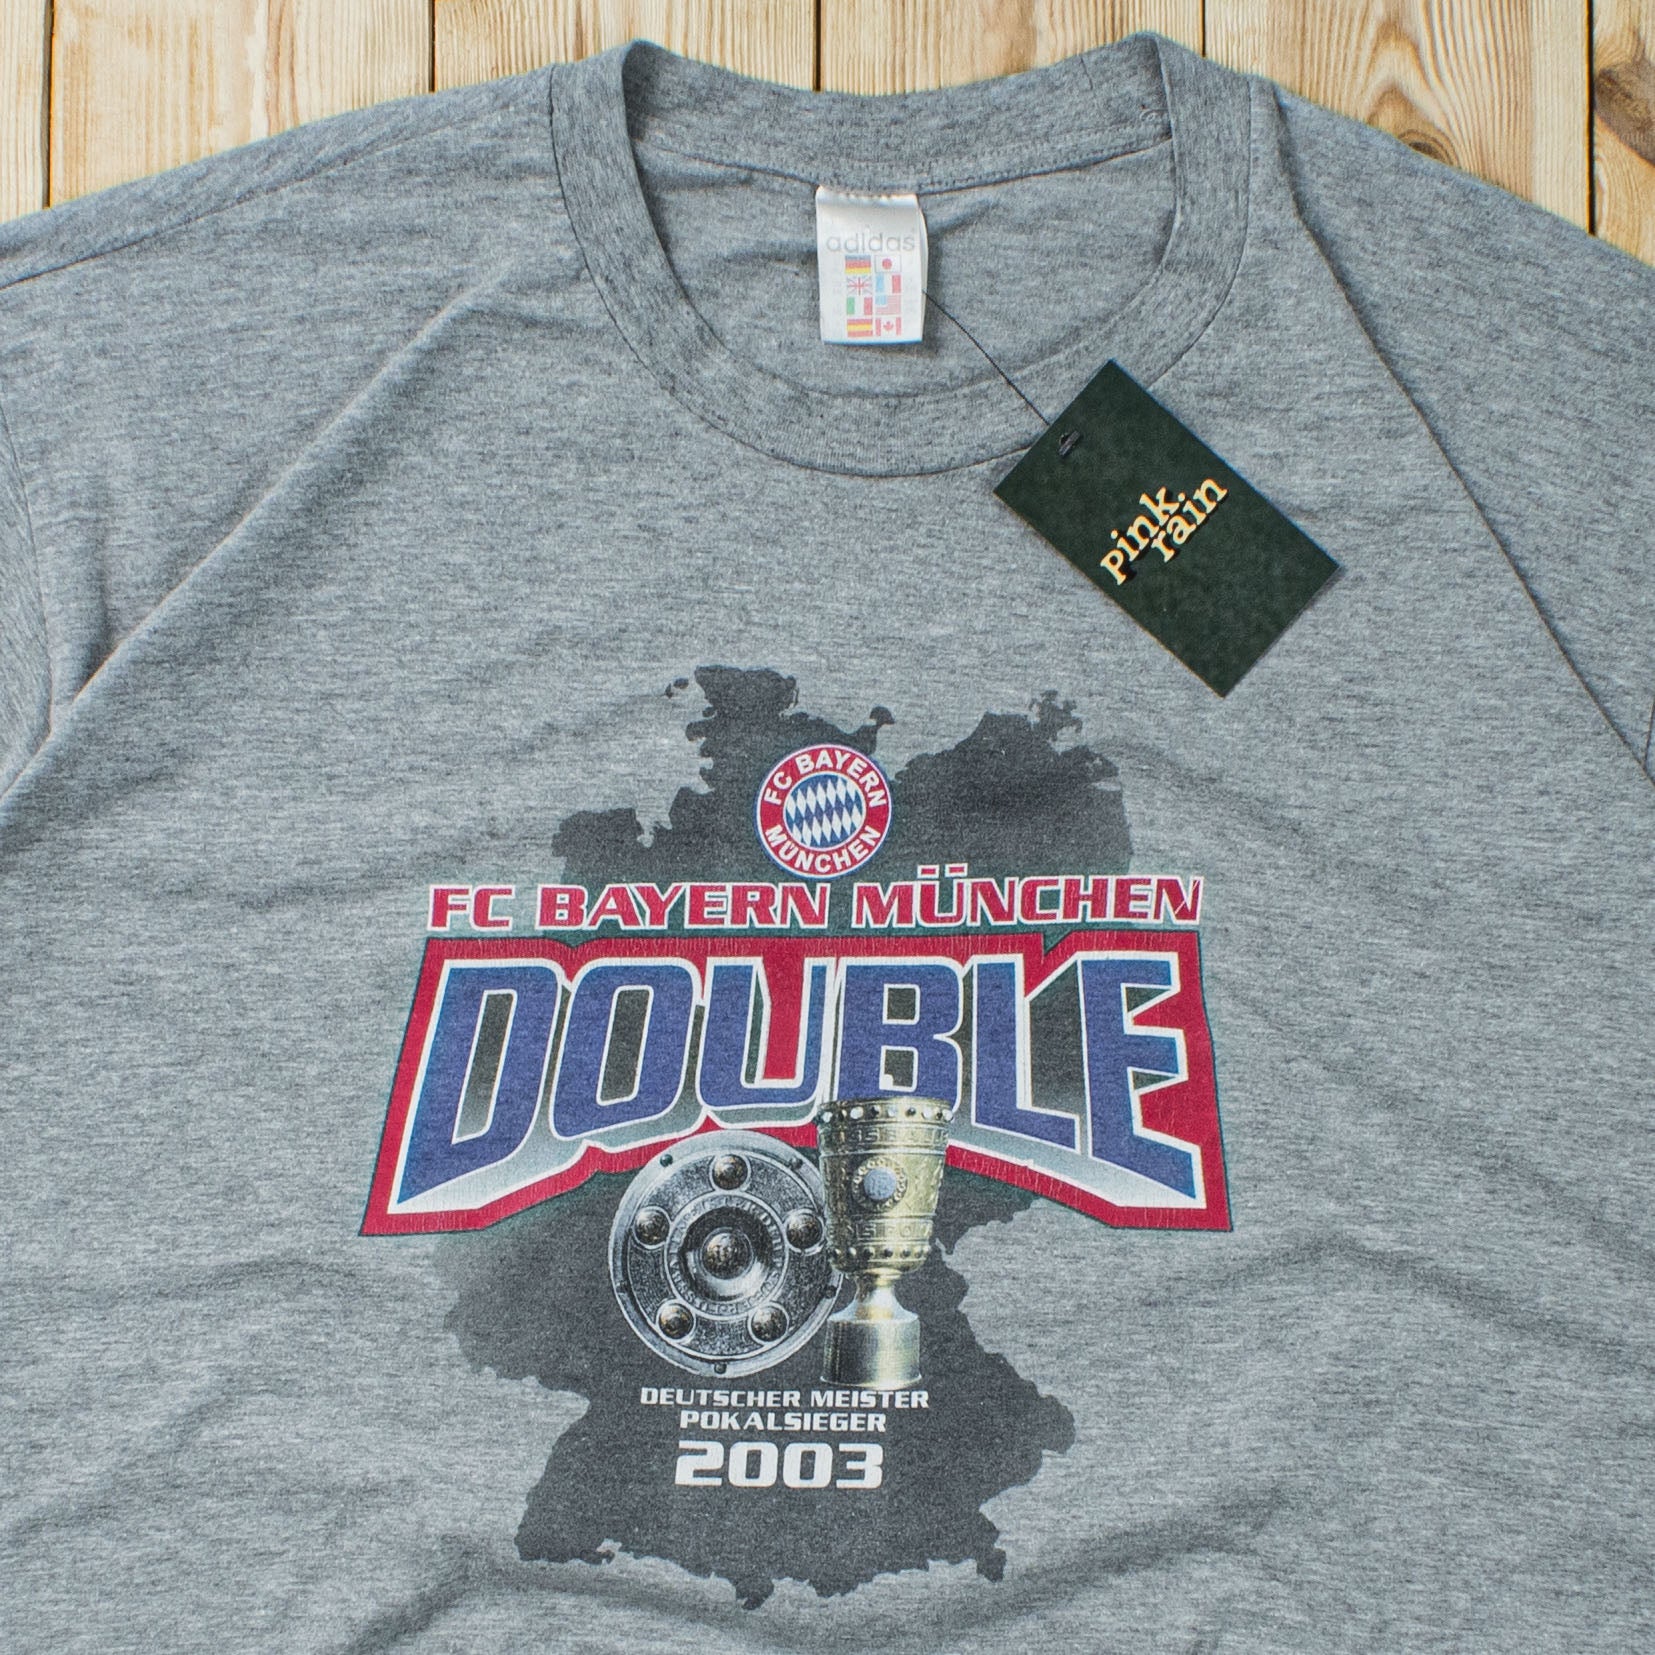 adidas
pink
rain
FC BAYERN
MÜNCHEN
FC BAYERN MÜNCHEN
DOUBLE
DEUTSCHER MEISTER
POKALSIEGER
2003